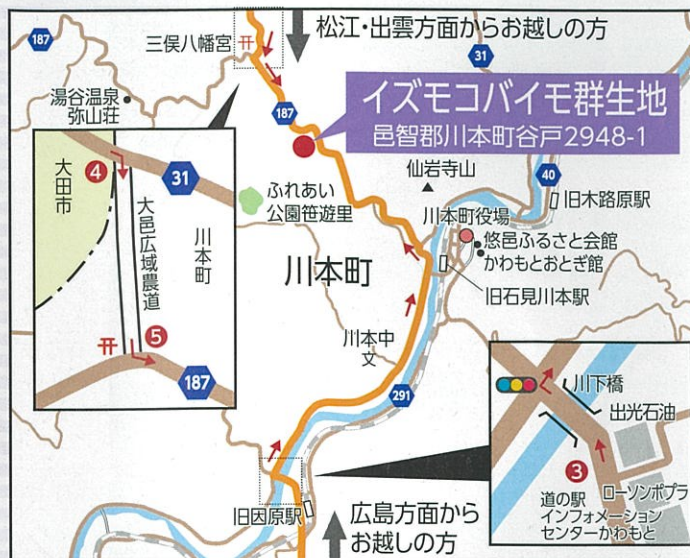 187
三俣八幡宮
松江・出雲方面からお越しの方
31
湯谷温泉
弥山荘
187
イズモコバイモ群生地
邑智郡川本町谷戸2948-1
大田市
4
31
大邑広域農道
川本町
5
187
ふれあい
公園笹遊里
仙岩寺山
40
旧木路原駅
川本町役場
悠邑ふるさと会館
かわもとおとぎ館
旧石見川本駅
川本町
川本中
文
291
川下橋
出光石油
3
ローソンポプラ
道の駅
インフォメーション
センターかわもと
旧因原駅
広島方面から
お越しの方